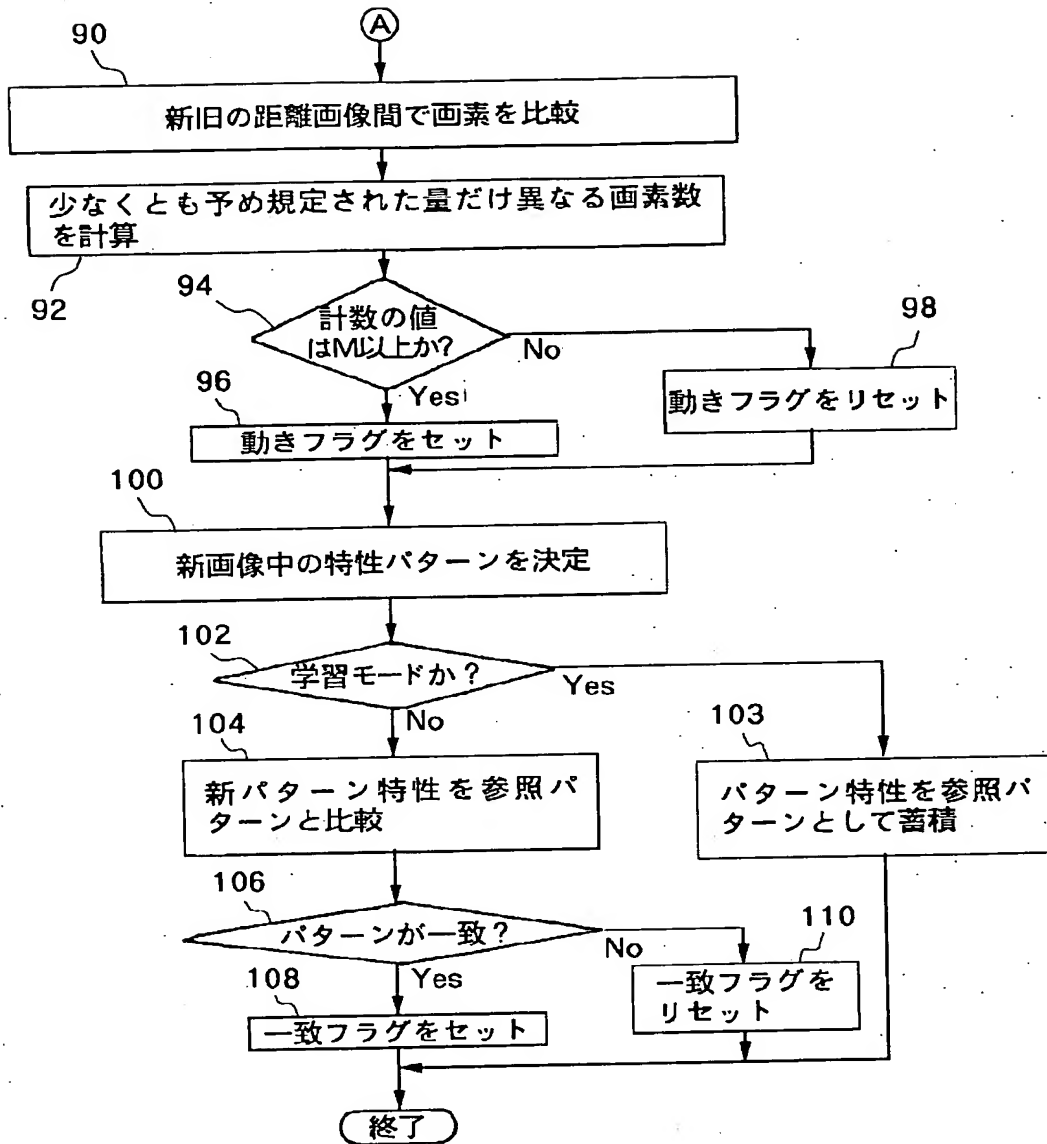 A
90
新旧の距離画像間で画素を比較
少なくとも予め規定された量だけ異なる画素数
を計算
92
94
計数の値
はM以上か?
No
Yes
98
動きフラグをリセット
96
動きフラグをセット
100
新画像中の特性パターンを決定
102
学習モードか?
Yes
No
104
新パターン特性を参照パ
ターンと比較
103
パターン特性を参照パ
ターンとして蓄積
106
パターンが一致?
No
Yes
110
一致フラグを
リセット
108
一致フラグをセット
終了